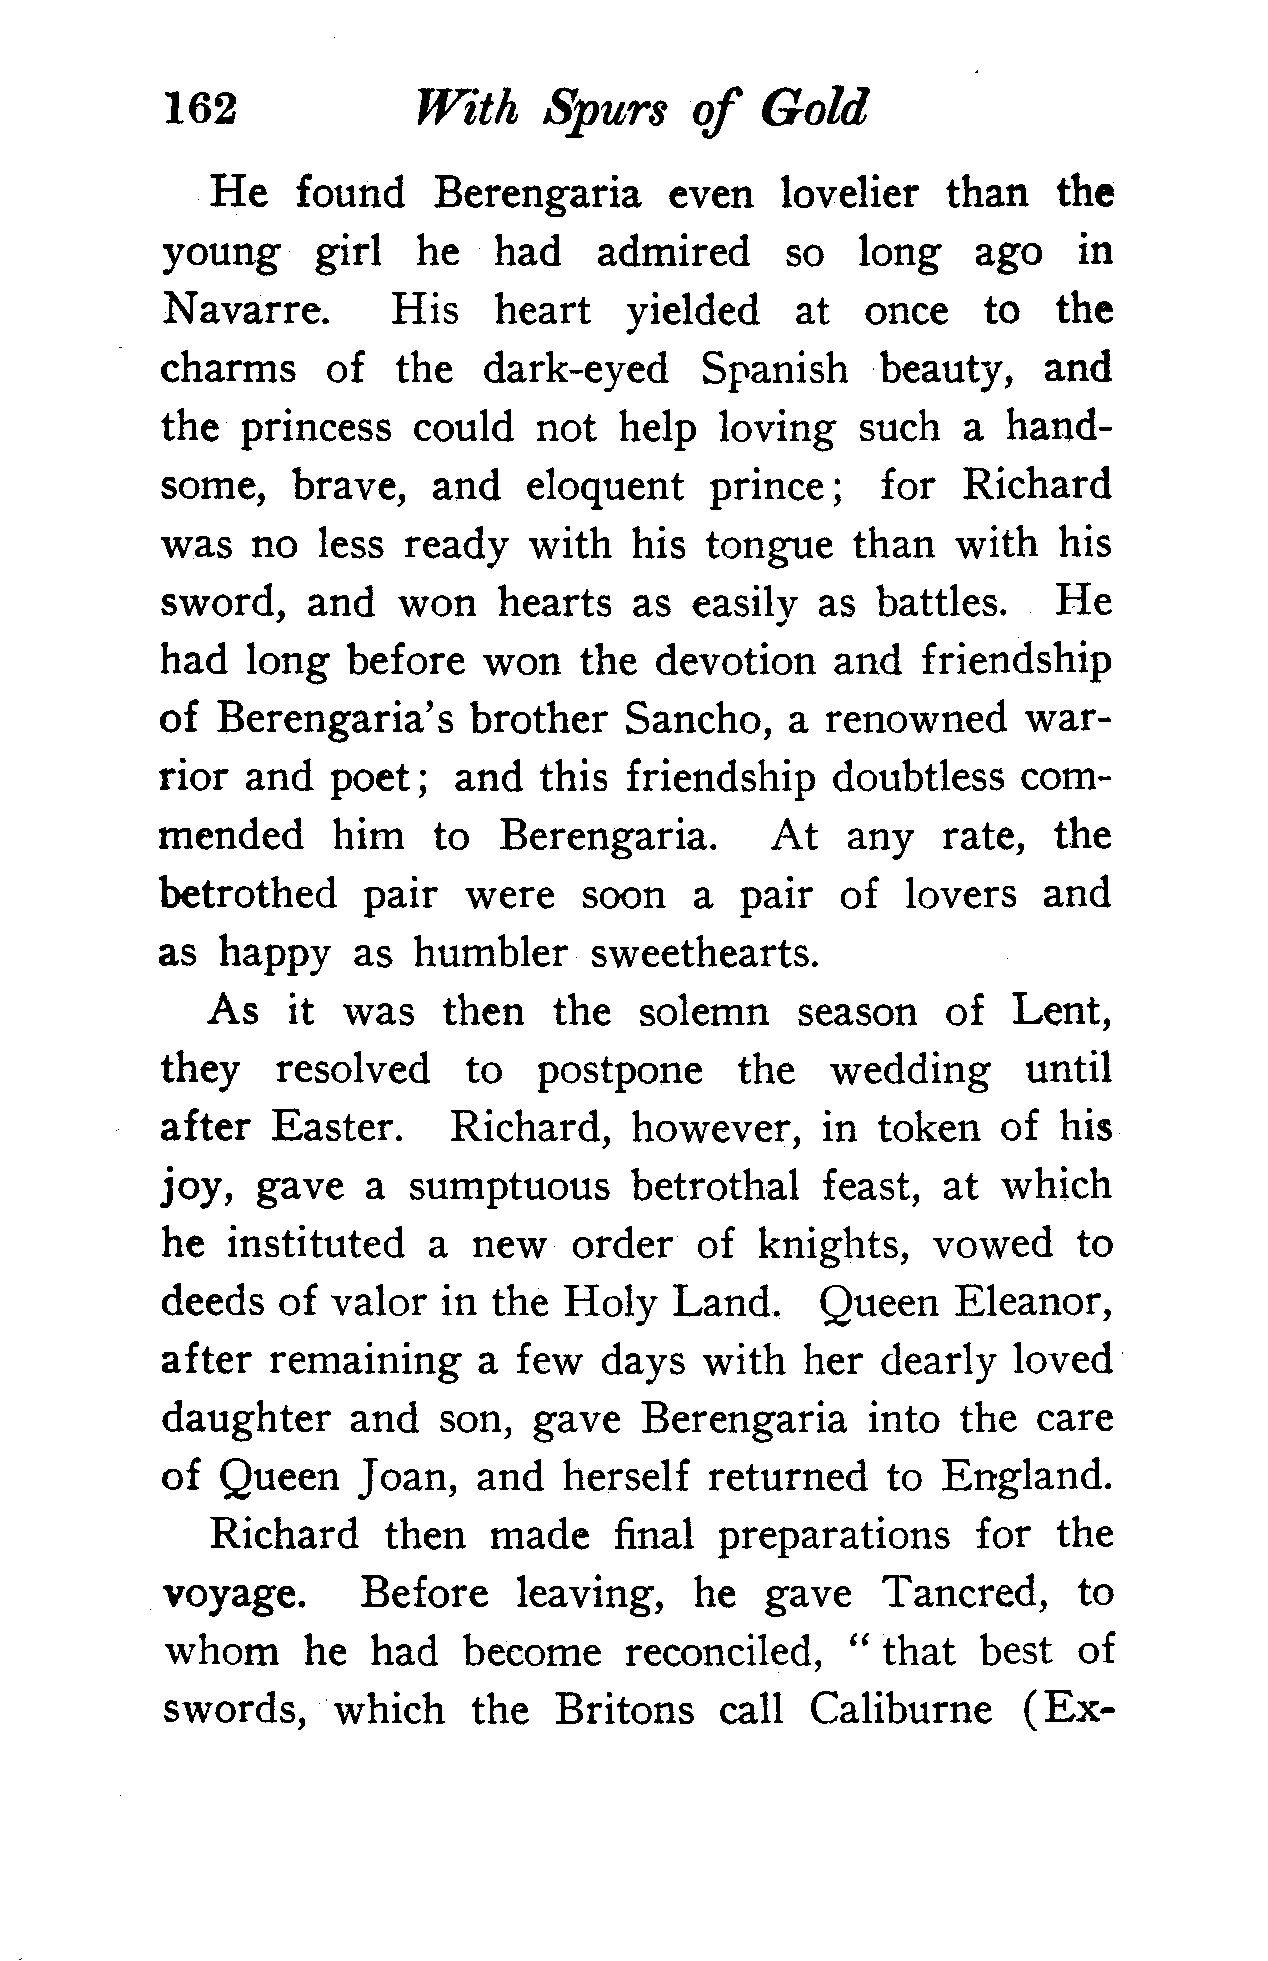 162 With Spurs of Gold
He found Berengaria even lovelier than the
young girl he had admired so long ago in
Navarre. His heart yielded at once to the
charms of the dark-eyed Spanish beauty, and
the princess could not help loving such a hand-
some, brave, and eloquent prince; for Richard
was no less ready with his tongue than with his
sword, and won hearts as easily as battles. He
had long before won the devotion and friendship
of Berengaria's brother Sancho, a renowned war-
rior and poet; and this friendship doubtless com-
mended him to Berengaria. At any rate, the
betrothed pair were soon a pair of lovers and
as happy as humbler sweethearts.
As it was then the solemn season of Lent,
they resolved to postpone the wedding until
after Easter. Richard, however, in token of his
joy, gave a sumptuous betrothal feast, at which
he instituted a new order of knights, vowed to
deeds of valor in the Holy Land. Queen Eleanor,
after remaining a few days with her dearly loved
daughter and son, gave Berengaria into the care
of Queen Joan, and herself returned to England.
Richard then made final preparations for the
voyage. Before leaving, he gave Tancred, to
whom he had become reconciled, "that best of
swords, which the Britons call Caliburne (Ex-